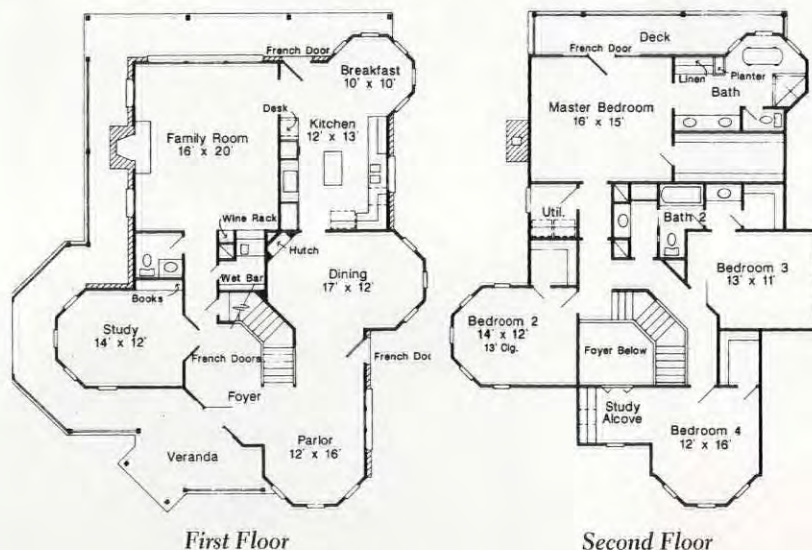 French Door
Breakfast
10' x 10'
Desk
Kitchen
12' x 13'
Family Room
16' x 20'
Wine Rack
Hutch
Wet Bar
Dining
17' x 12'
Books
Study
14' x 12'
French Doors
French Doo
Foyer
Parlor
12' x 16'
Veranda
First Floor
Deck
French Door
Linen
Planter
Bath
Master Bedroom
16' x 15'
Util.
Bath 2
Bedroom 3
13' x 11'
Bedroom 2
14' x 12'
13' Clg.
Foyer Below
Study
Alcove
Bedroom 4
12' x 16'
Second Floor